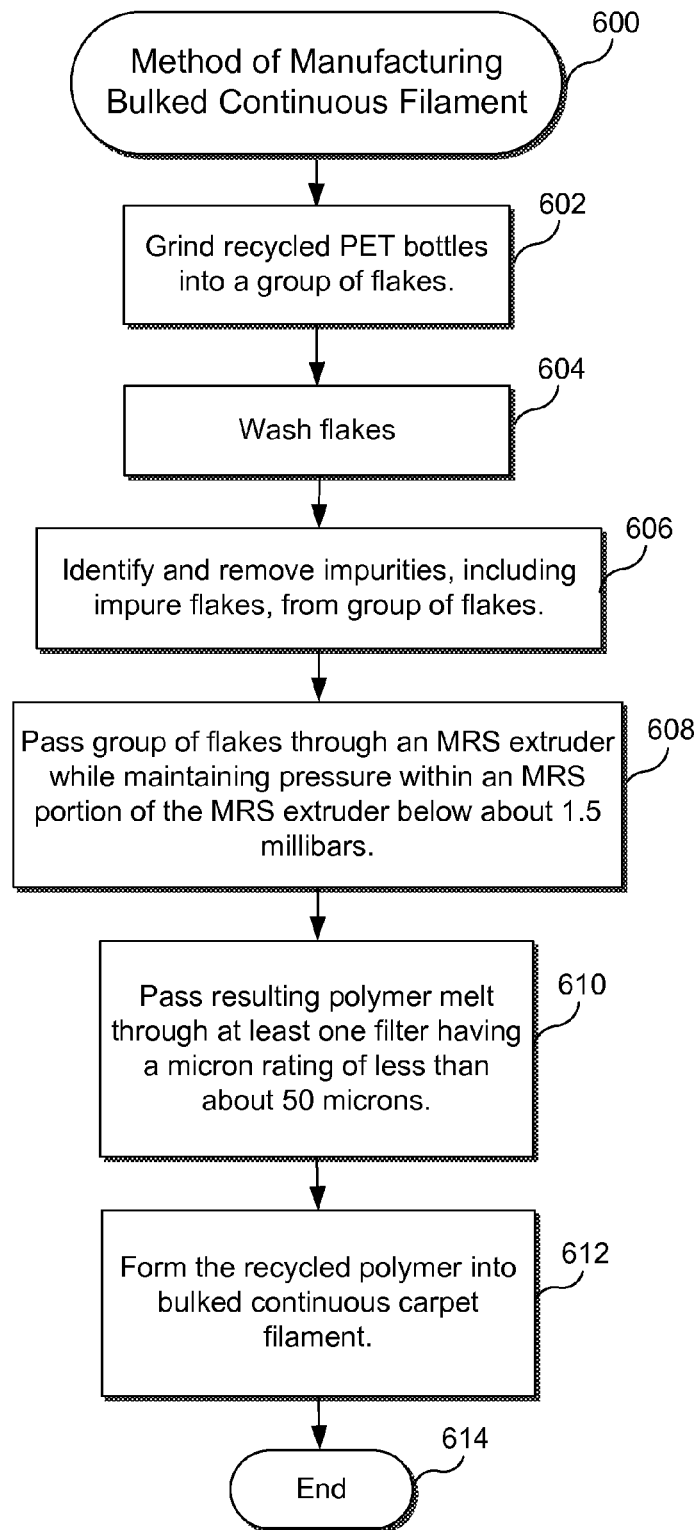 Method of Manufacturing
Bulked Continuous Filament
600
Grind recycled PET bottles
into a group of flakes.
602
Wash flakes
604
Identify and remove impurities, including
impure flakes, from group of flakes.
606
Pass group of flakes through an MRS extruder
while maintaining pressure within an MRS
portion of the MRS extruder below about 1.5
millibars.
608
Pass resulting polymer melt
through at least one filter having
a micron rating of less than
about 50 microns.
610
Form the recycled polymer into
bulked continuous carpet
filament.
612
End
614